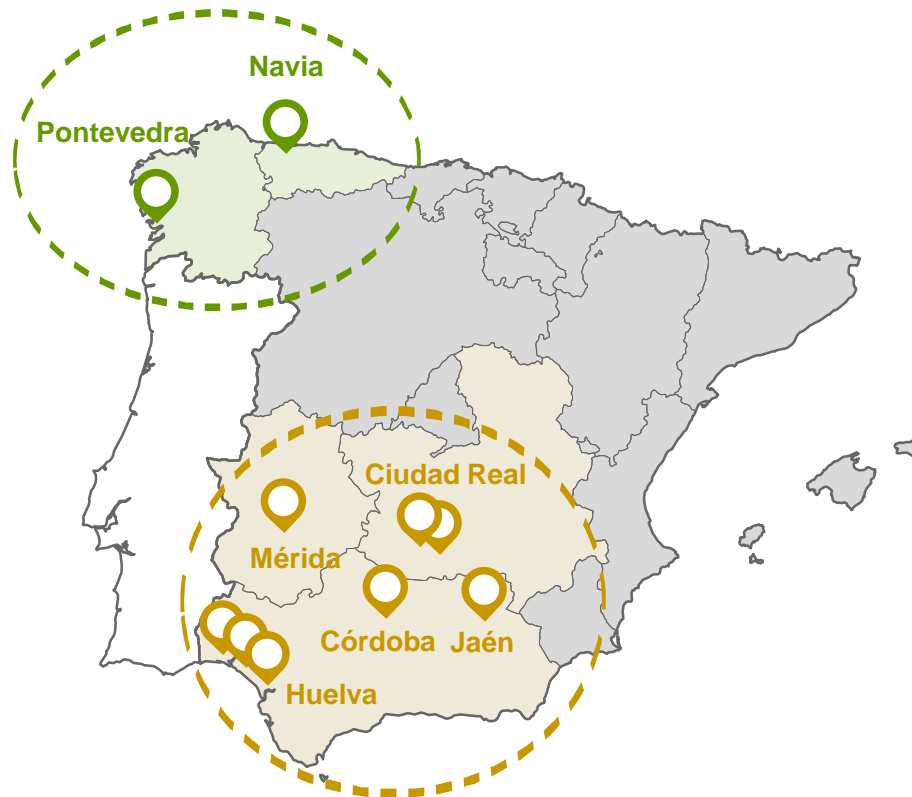 Navia
Pontevedra
Ciudad Real
Mérida
Córdoba
Jaén
Huelva